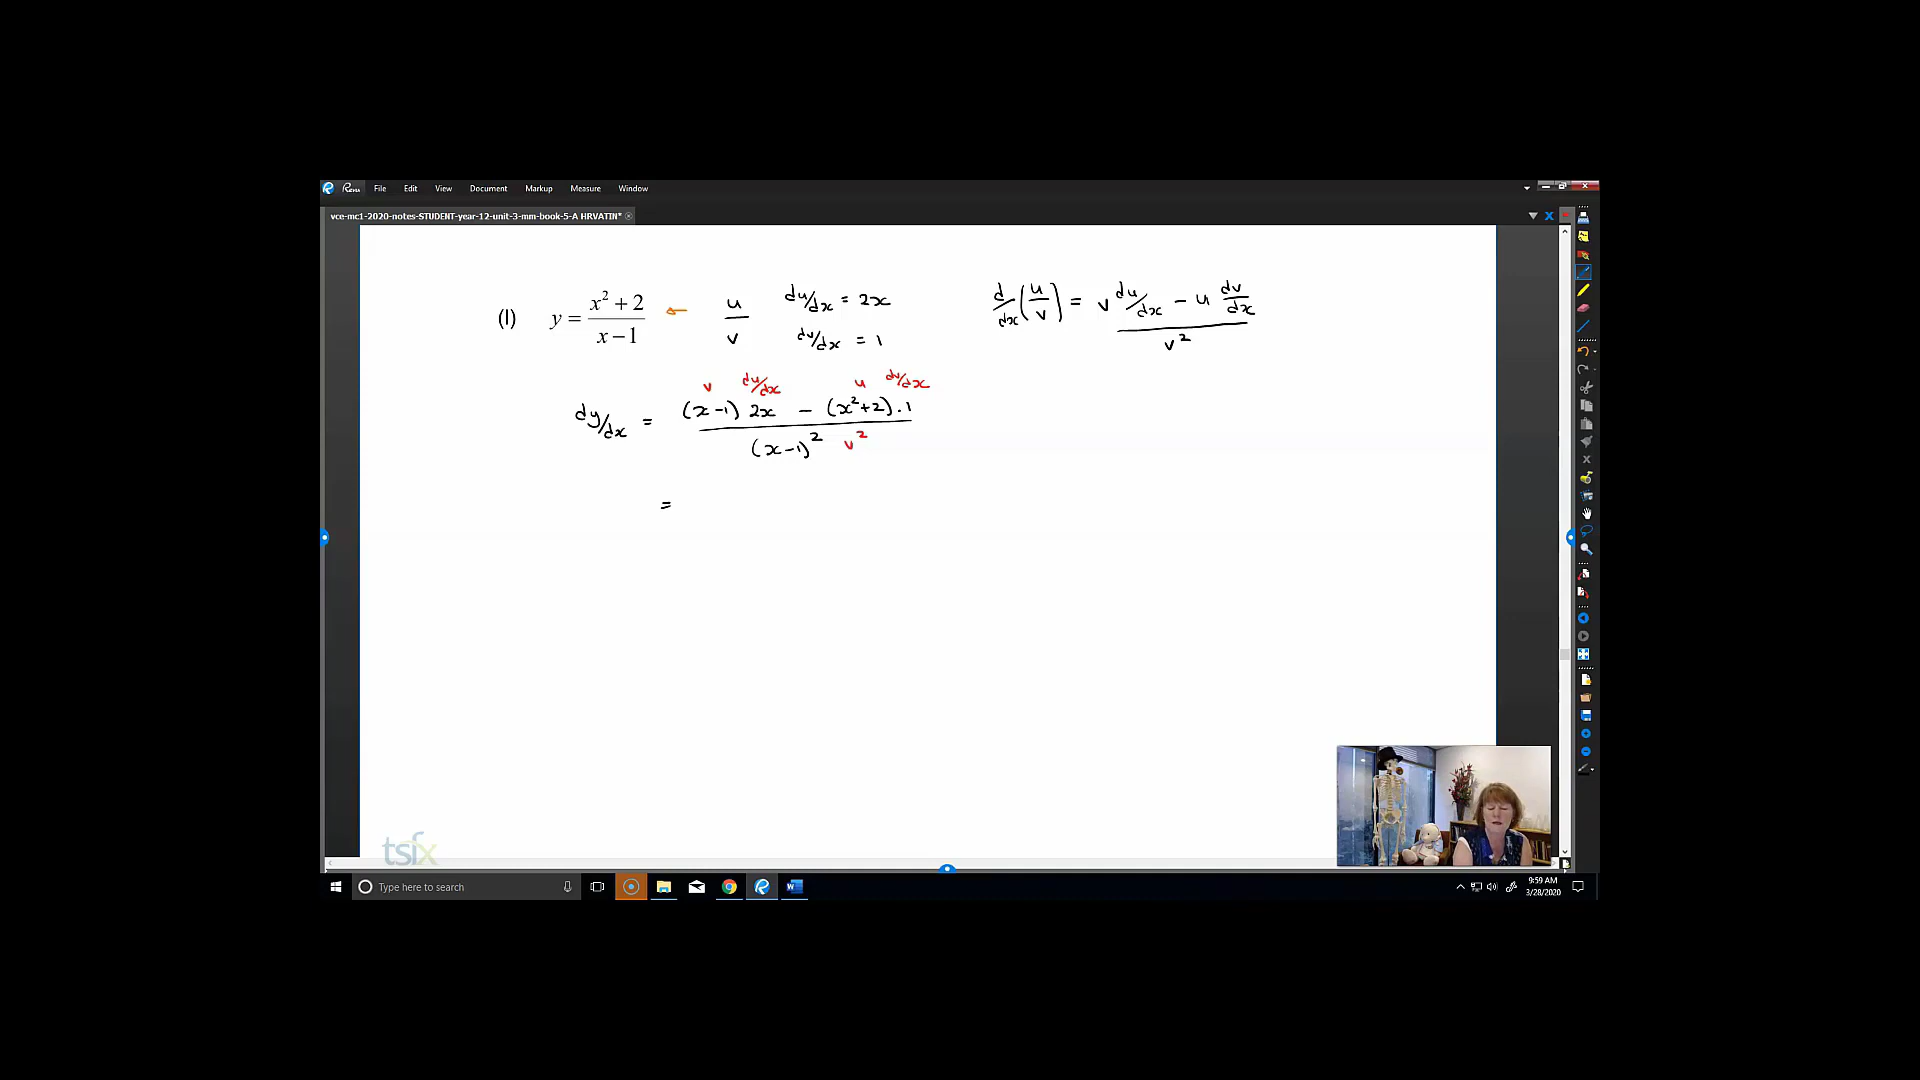 Revu File Edit View Document Markup Measure Window
vce-mc1-2020-notes-STUDENT-year-12-unit-3-mm-book-5-A HRVATIN*
(l) y = (x² + 2)/(x − 1) ← u/v du/dx = 2x dv/dx = 1 d/dx (u/v) = (v du/dx − u dv/dx)/v²
v du/dx u dv/dx
dy/dx = ((x−1) 2x − (x²+2) . 1)/(x−1)² v²
=
tsfx
Type here to search
9:59 AM
3/28/2020